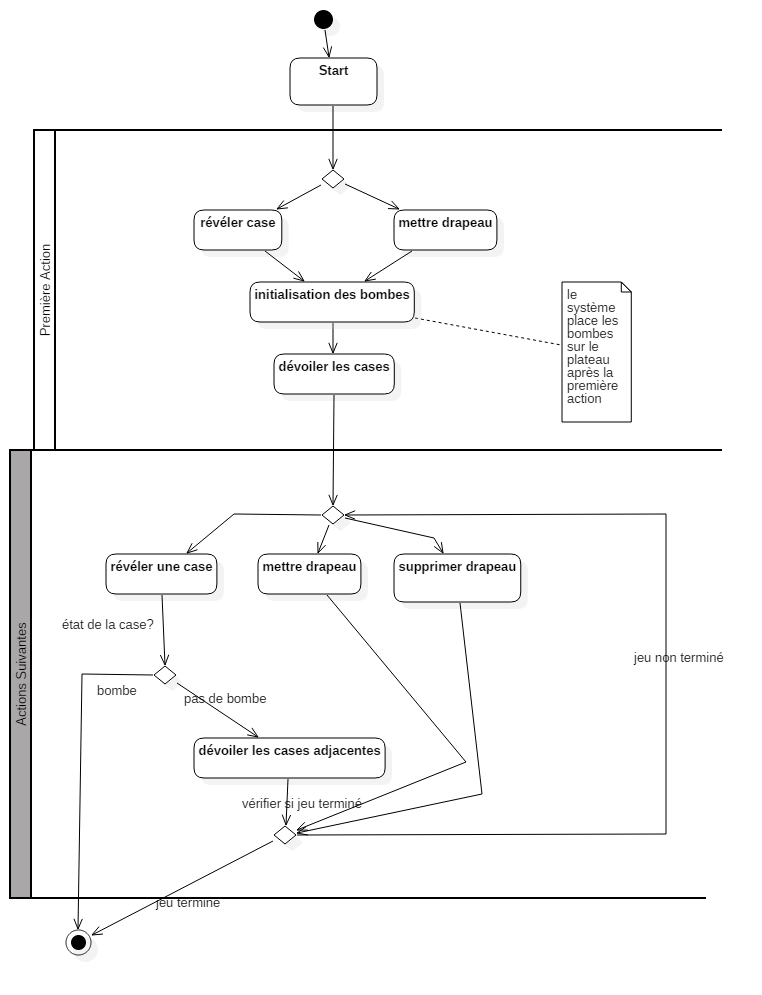 Start
Première Action
révéler case
mettre drapeau
initialisation des bombes
le
système
place les
bombes
sur le
plateau
après la
première
action
dévoiler les cases
Actions Suivantes
révéler une case
mettre drapeau
supprimer drapeau
état de la case?
jeu non terminé
bombe
pas de bombe
dévoiler les cases adjacentes
vérifier si jeu terminé
jeu terminé